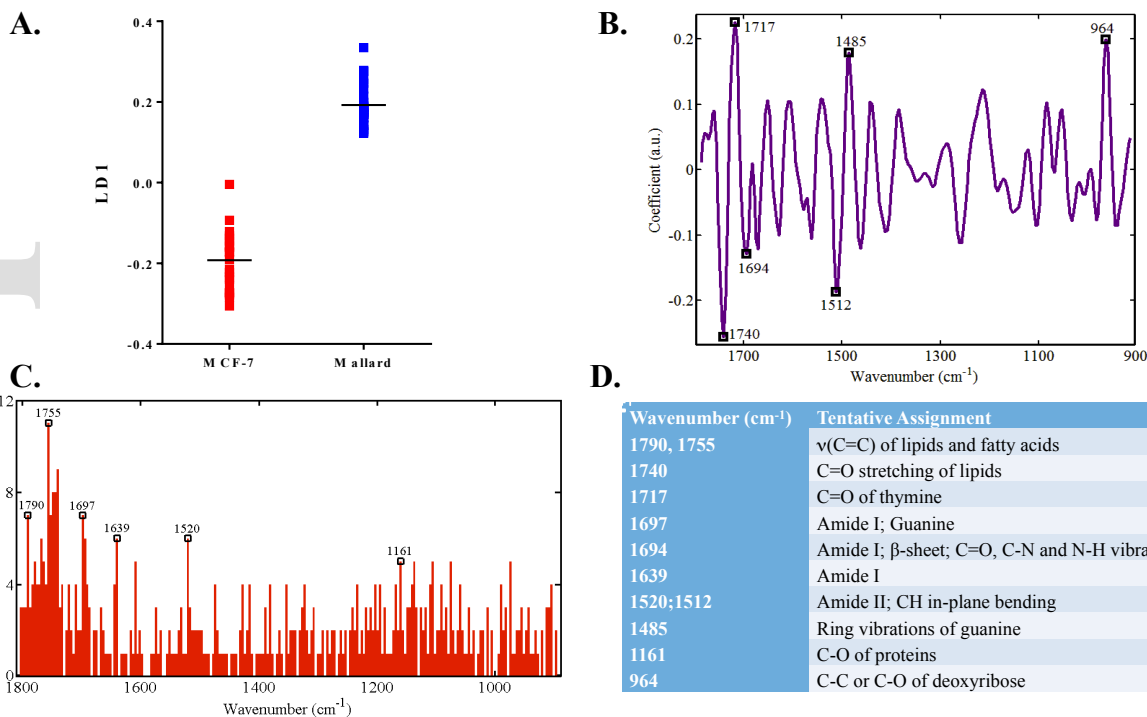 A.
0.4
0.2
0.0
-0.2
-0.4
LD1
MCF-7
Mallard
B.
0.2
0.1
0
-0.1
-0.2
Coefficient (a.u.)
1717
1485
964
1694
1512
1740
1700
1500
1300
1100
900
Wavenumber (cm-1)
C.
12
8
4
0
1755
1790
1697
1639
1520
1161
1800
1600
1400
1200
1000
Wavenumber (cm-1)
D.
Wavenumber (cm-1) Tentative Assignment
1790, 1755 ν(C=C) of lipids and fatty acids
1740 C=O stretching of lipids
1717 C=O of thymine
1697 Amide I; Guanine
1694 Amide I; β-sheet; C=O, C-N and N-H vibra
1639 Amide I
1520;1512 Amide II; CH in-plane bending
1485 Ring vibrations of guanine
1161 C-O of proteins
964 C-C or C-O of deoxyribose